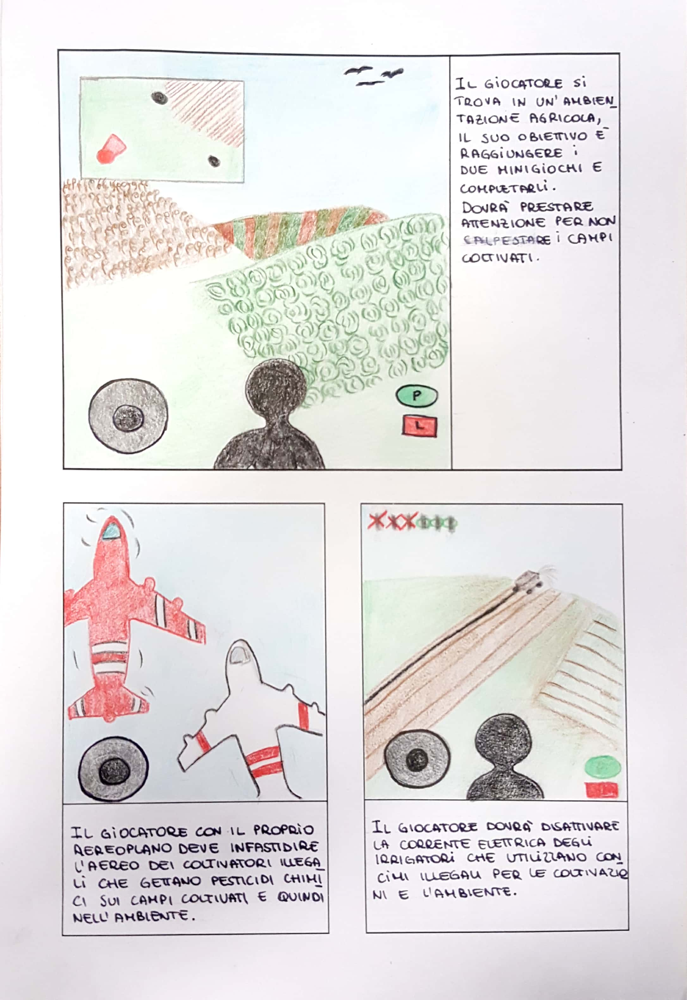 IL GIOCATORE SI
TROVA IN UN'AMBIEN_
TAZIONE AGRICOLA,
IL SUO OBIETTIVO È
RAGGIUNGERE I
DUE MINIGIOCHI E
COMPLETARLI.
DOVRÀ PRESTARE
ATTENZIONE PER NON
CALPESTARE I CAMPI
COLTIVATI.
P
L
IL GIOCATORE CON IL PROPRIO
AEREOPLANO DEVE INFASTIDIRE
L'AEREO DEI COLTIVATORI ILLEGA_
LI CHE GETTANO PESTICIDI CHIMI_
CI SUI CAMPI COLTIVATI E QUINDI
NELL'AMBIENTE.
IL GIOCATORE DOVRÀ DISATTIVARE
LA CORRENTE ELETTRICA DEGLI
IRRIGATORI CHE UTILIZZANO CON_
CIMI ILLEGALI PER LE COLTIVAZIO
NI E L'AMBIENTE.